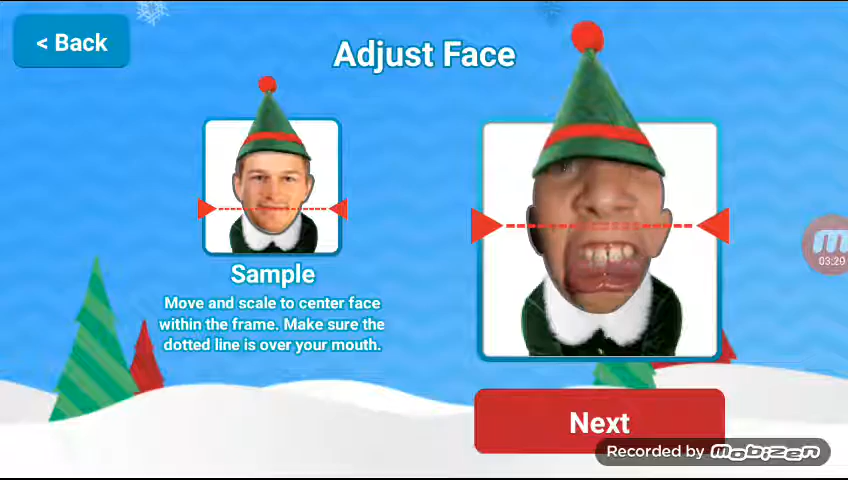 < Back
Adjust Face
Sample
Move and scale to center face
within the frame. Make sure the
dotted line is over your mouth.
03:29
Next
Recorded by mobizen